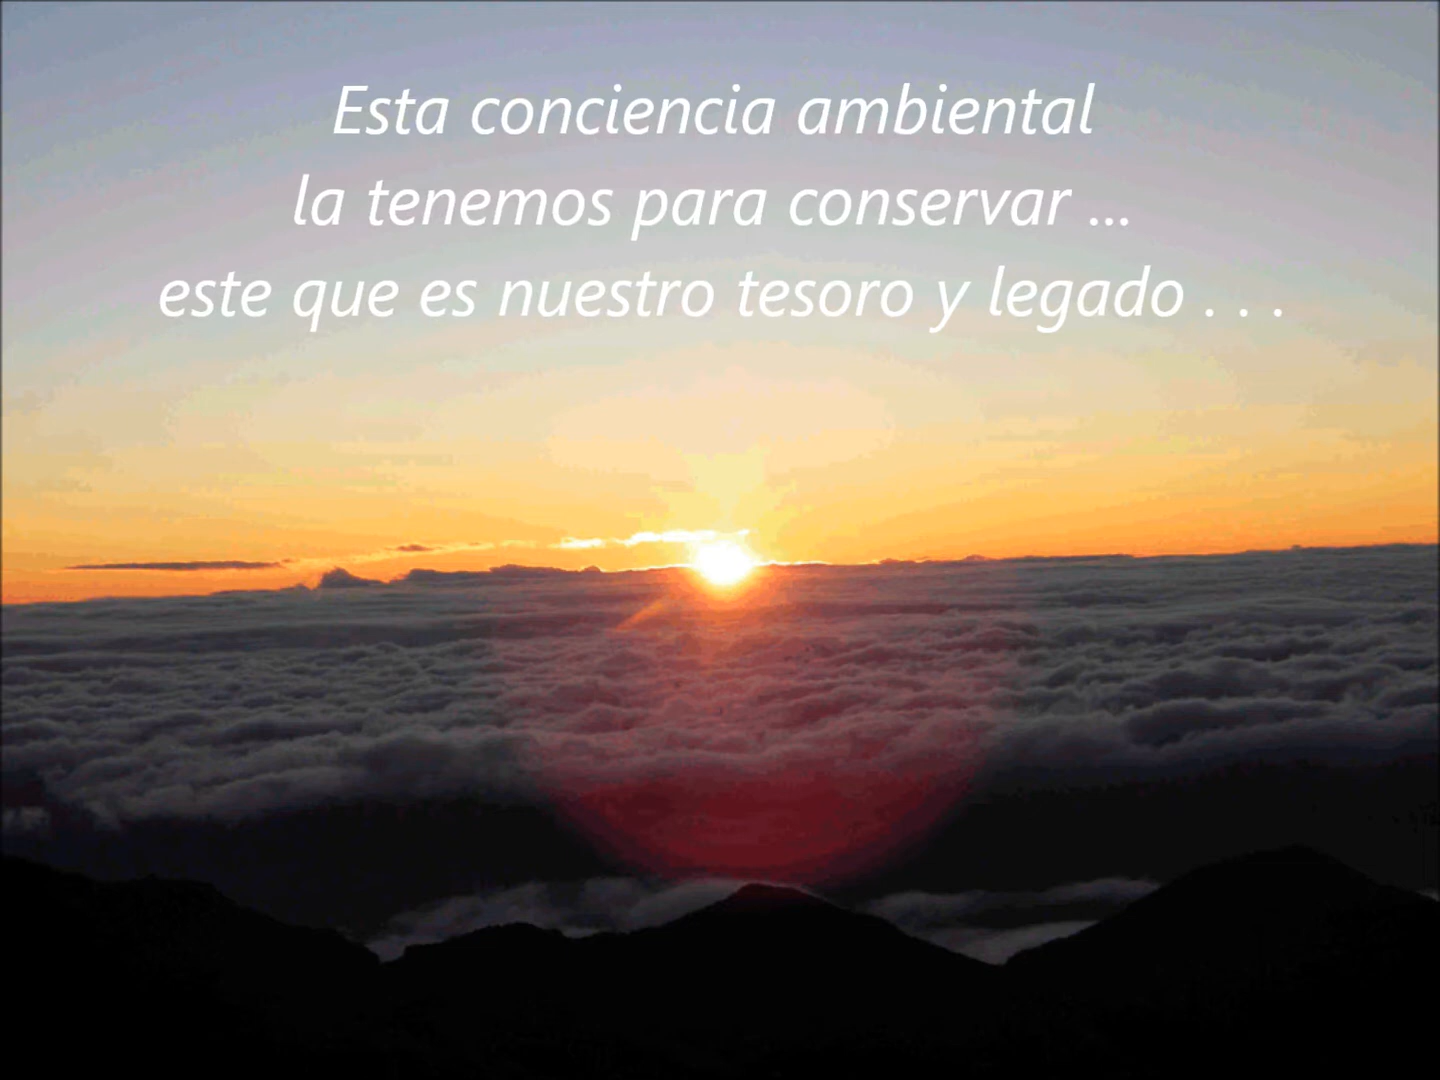 Esta conciencia ambiental
la tenemos para conservar ...
este que es nuestro tesoro y legado . . .